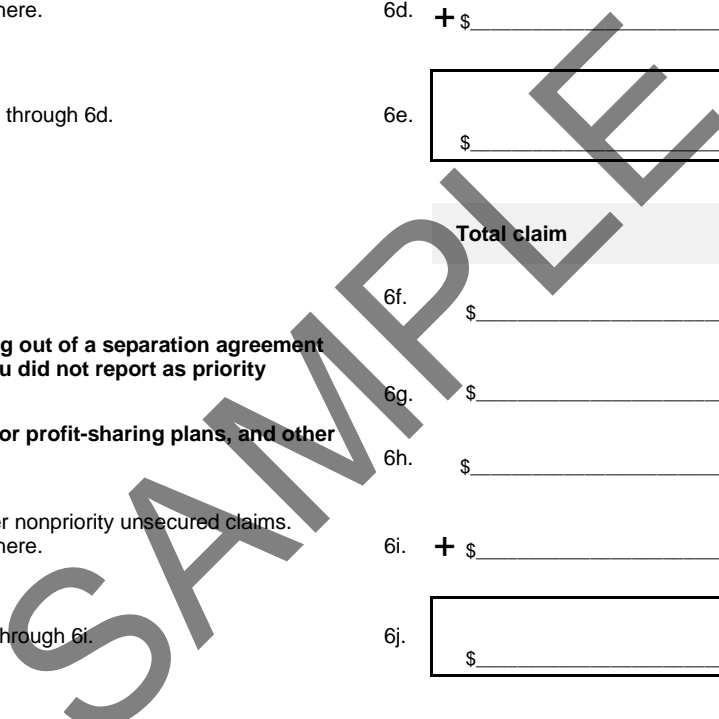 here. 6d. + $
through 6d. 6e.
$
Total claim
6f.
$
g out of a separation agreement
u did not report as priority
6g. $
or profit-sharing plans, and other
6h.
$
r nonpriority unsecured claims.
here. 6i. + $
hrough 6i. 6j.
$
SAMPLE